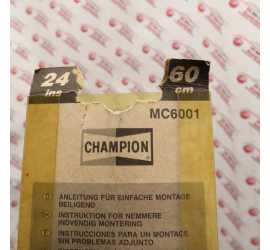 24 60
ins cm
MC6001
CHAMPION
ANLEITUNG FÜR EINFACHE MONTAGE
BEILIEGEND
INSTRUKTION FOR NEMMERE
INDVENDIG MONTERING
INSTRUCCIONES PARA UN MONTAGE
SIN PROBLEMAS ADJUNTO